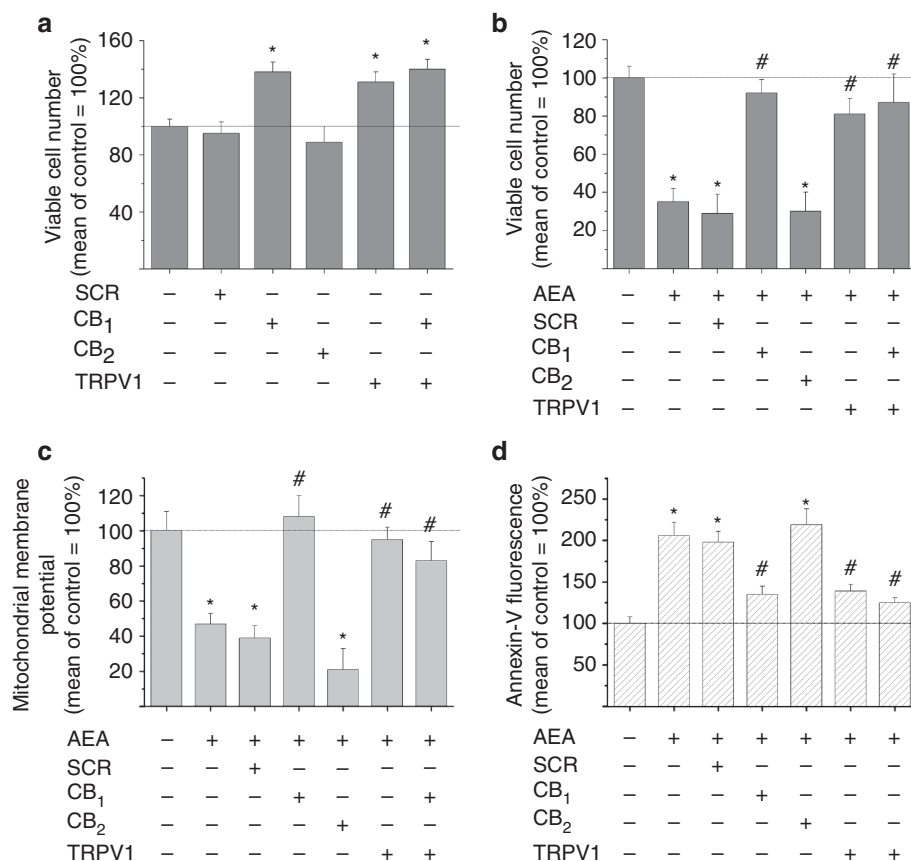 a
Viable cell number
(mean of control = 100%)
160
120
80
40
*
*
*
SCR – + – – – –
CB1 – – + – – +
CB2 – – – + – –
TRPV1 – – – – + +
b
Viable cell number
(mean of control = 100%)
120
100
80
60
40
20
*
*
#
*
#
#
AEA – + + + + + +
SCR – – + – – – –
CB1 – – – + – – +
CB2 – – – – + – –
TRPV1 – – – – – + +
c
Mitochondrial membrane
potential
(mean of control = 100%)
120
100
80
60
40
20
*
*
#
*
#
#
AEA – + + + + + +
SCR – – + – – – –
CB1 – – – + – – +
CB2 – – – – + – –
TRPV1 – – – – – + +
d
Annexin-V fluorescence
(mean of control = 100%)
250
200
150
100
50
*
*
#
*
#
#
AEA – + + + + + +
SCR – – + – – – –
CB1 – – – + – – –
CB2 – – – – + – –
TRPV1 – – – – – + +